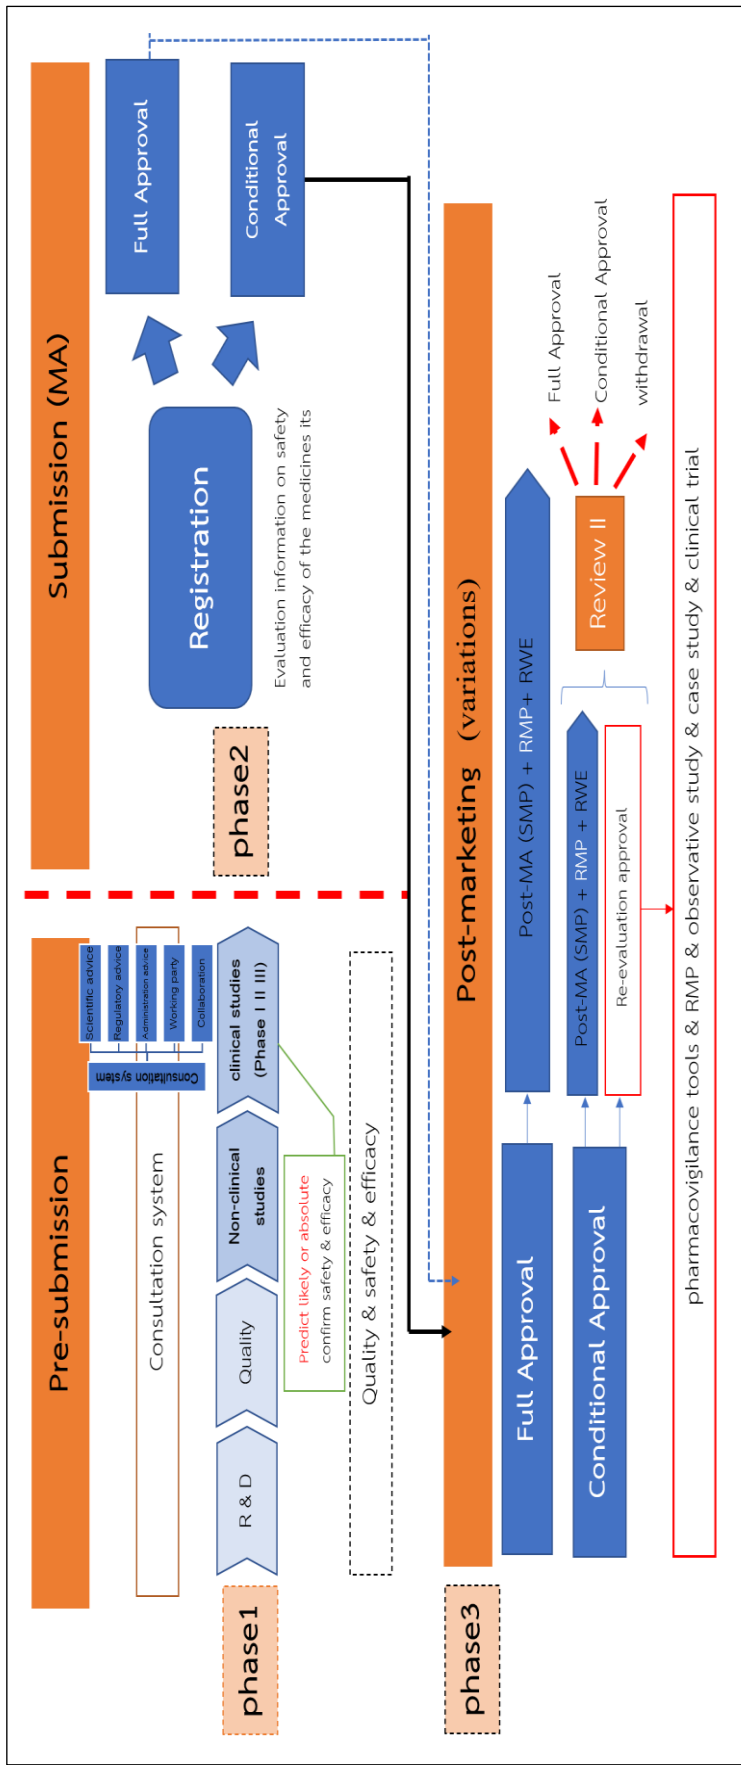 Pre-submission
Submission (MA)
Consultation system
Consultation system
Scientific advice
Regulatory advice
Administration advice
Working party
Collaboration
phase1
R & D
Quality
Non-clinical
studies
clinical studies
(Phase I II III)
Predict likely or absolute
confirm safety & efficacy
Quality & safety & efficacy
phase2
Registration
Evaluation information on safety
and efficacy of the medicines its
Full Approval
Conditional
Approval
phase3
Post-marketing (variations)
Full Approval
Post-MA (SMP) + RMP+ RWE
Conditional Approval
Post-MA (SMP) + RMP + RWE
Re-evaluation approval
Review II
Full Approval
Conditional Approval
withdrawal
pharmacovigilance tools & RMP & observative study & case study & clinical trial